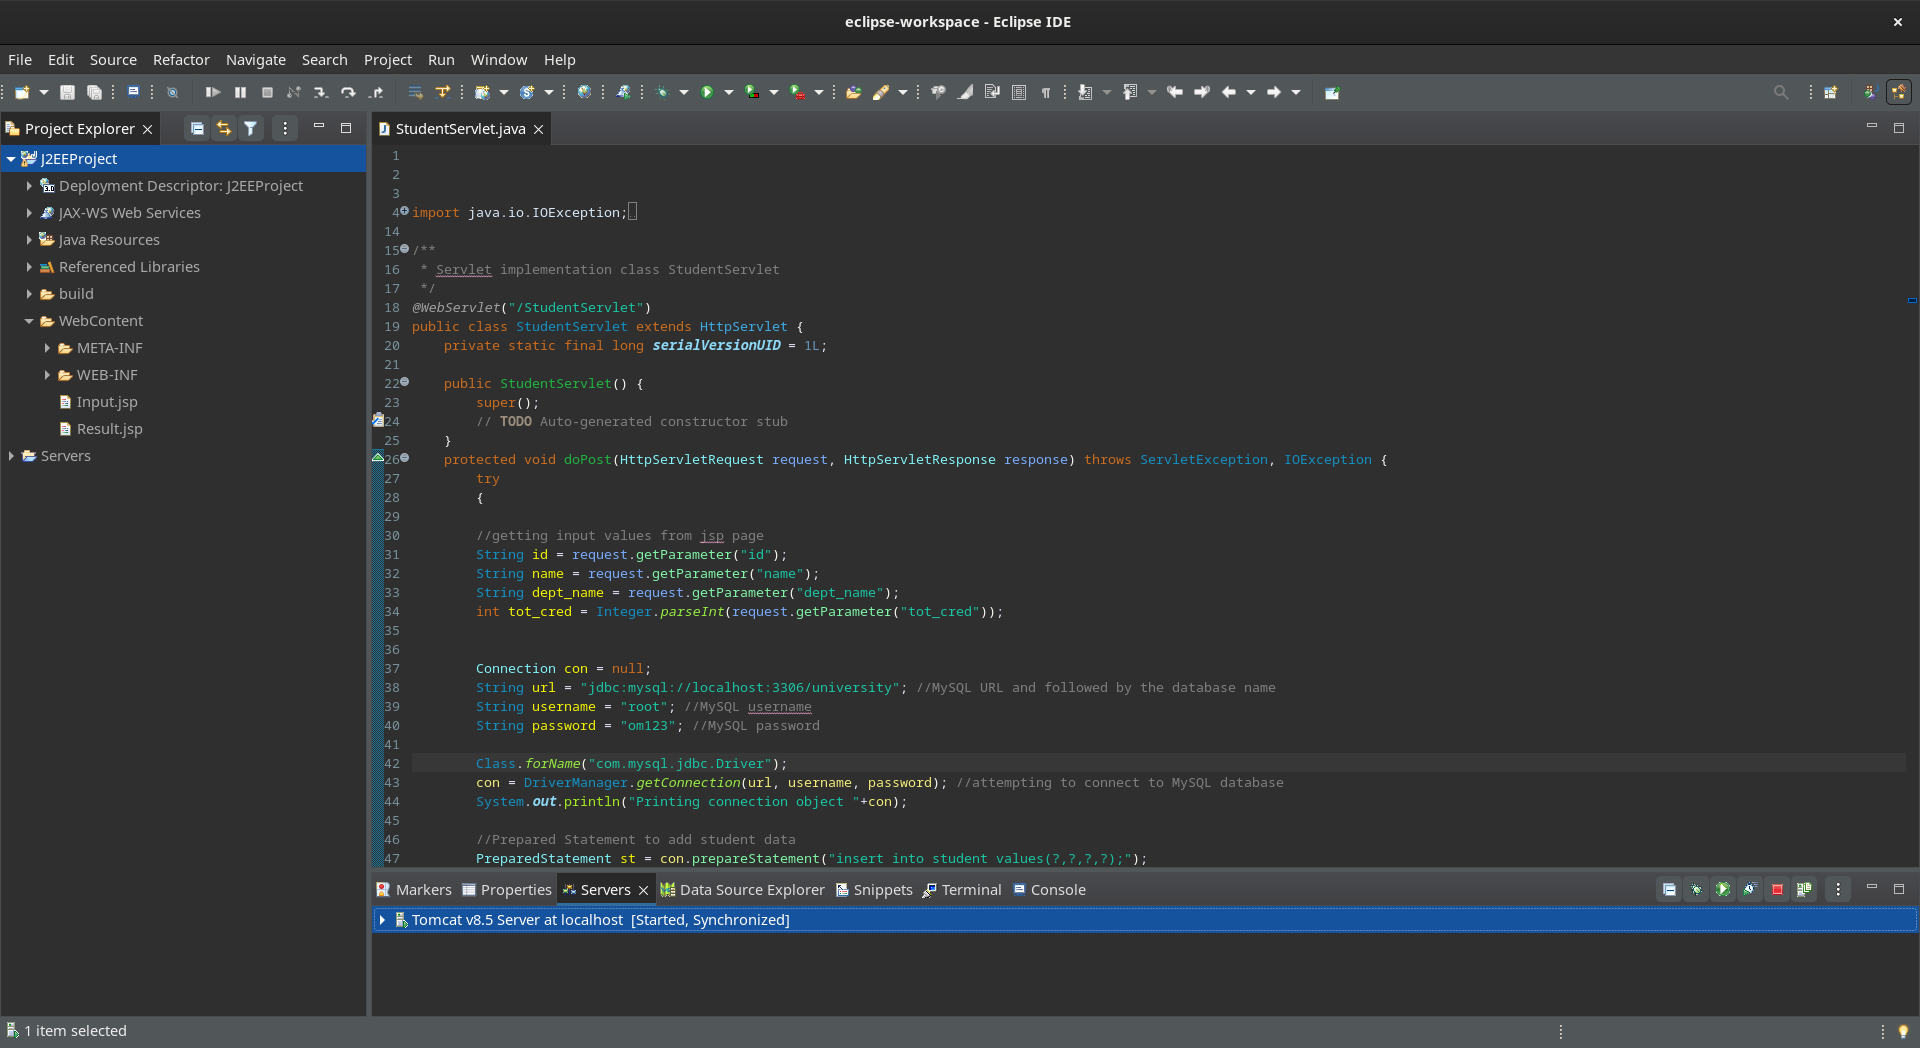 eclipse-workspace - Eclipse IDE
File Edit Source Refactor Navigate Search Project Run Window Help
Project Explorer
J2EEProject
Deployment Descriptor: J2EEProject
JAX-WS Web Services
Java Resources
Referenced Libraries
build
WebContent
META-INF
WEB-INF
Input.jsp
Result.jsp
Servers
StudentServlet.java
1
2
3
4 import java.io.IOException;
14
15 /**
16  * Servlet implementation class StudentServlet
17  */
18 @WebServlet("/StudentServlet")
19 public class StudentServlet extends HttpServlet {
20     private static final long serialVersionUID = 1L;
21
22     public StudentServlet() {
23         super();
24         // TODO Auto-generated constructor stub
25     }
26     protected void doPost(HttpServletRequest request, HttpServletResponse response) throws ServletException, IOException {
27         try
28         {
29
30         //getting input values from jsp page
31         String id = request.getParameter("id");
32         String name = request.getParameter("name");
33         String dept_name = request.getParameter("dept_name");
34         int tot_cred = Integer.parseInt(request.getParameter("tot_cred"));
35
36
37         Connection con = null;
38         String url = "jdbc:mysql://localhost:3306/university"; //MySQL URL and followed by the database name
39         String username = "root"; //MySQL username
40         String password = "om123"; //MySQL password
41
42         Class.forName("com.mysql.jdbc.Driver");
43         con = DriverManager.getConnection(url, username, password); //attempting to connect to MySQL database
44         System.out.println("Printing connection object "+con);
45
46         //Prepared Statement to add student data
47         PreparedStatement st = con.prepareStatement("insert into student values(?,?,?,?);");
Markers Properties Servers Data Source Explorer Snippets Terminal Console
Tomcat v8.5 Server at localhost [Started, Synchronized]
1 item selected